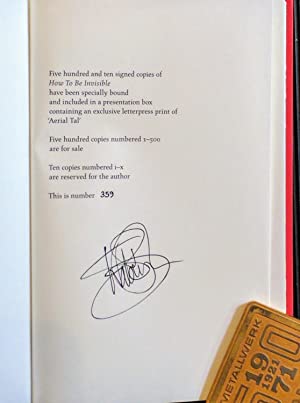 Five hundred and ten signed copies of
How To Be Invisible
have been specially bound
and included in a presentation box
containing an exclusive letterpress print of
‘Aerial Tal’
Five hundred copies numbered 1–500
are for sale
Ten copies numbered i–x
are reserved for the author
This is number 359
METALLWERK
1921
1971